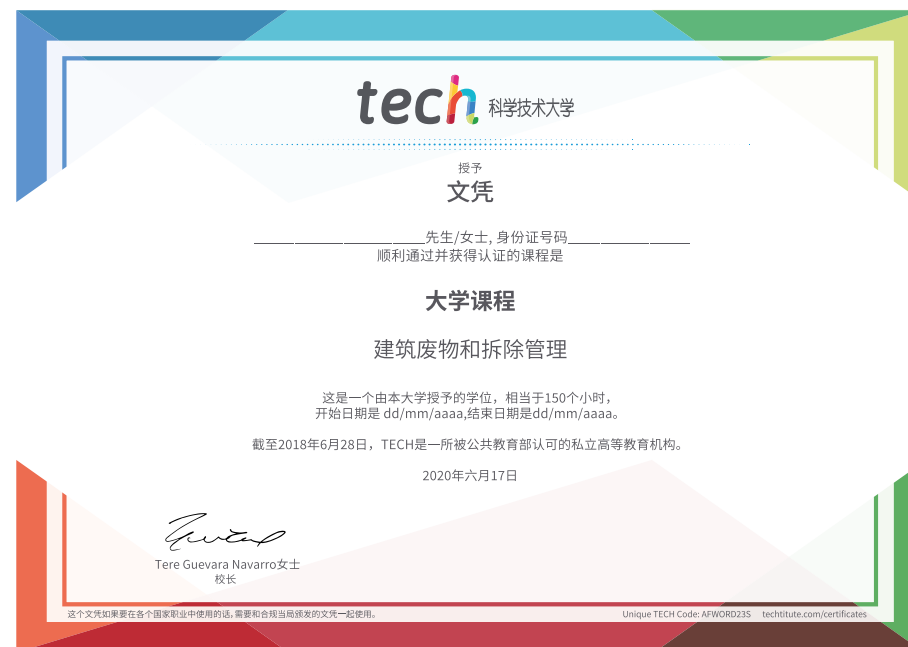 tech 科学技术大学
授予
文凭
先生/女士, 身份证号码
顺利通过并获得认证的课程是
大学课程
建筑废物和拆除管理
这是一个由本大学授予的学位，相当于150个小时，
开始日期是 dd/mm/aaaa,结束日期是dd/mm/aaaa。
截至2018年6月28日，TECH是一所被公共教育部认可的私立高等教育机构。
2020年六月17日
Tere Guevara Navarro女士
校长
这个文凭如果要在各个国家职业中使用的话,需要和合规当局颁发的文凭一起使用。
Unique TECH Code: AFWORD23S techtitute.com/certificates